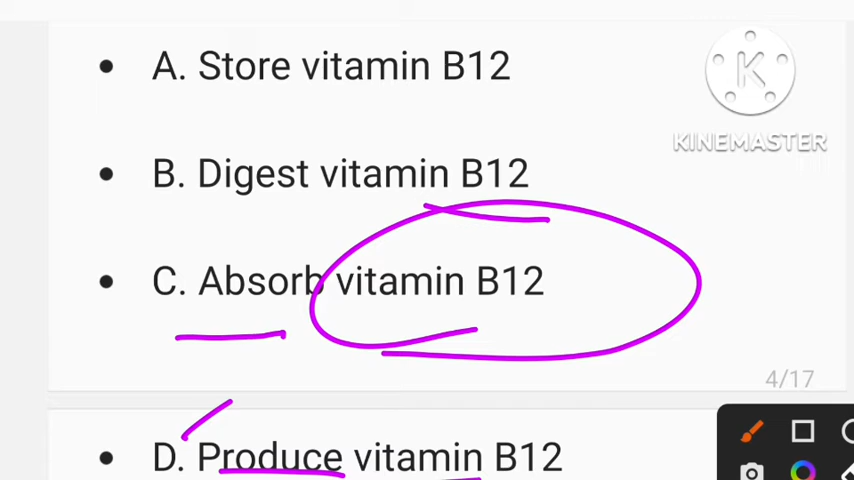 • A. Store vitamin B12
KINEMASTER
• B. Digest vitamin B12
• C. Absorb vitamin B12
4/17
• D. Produce vitamin B12